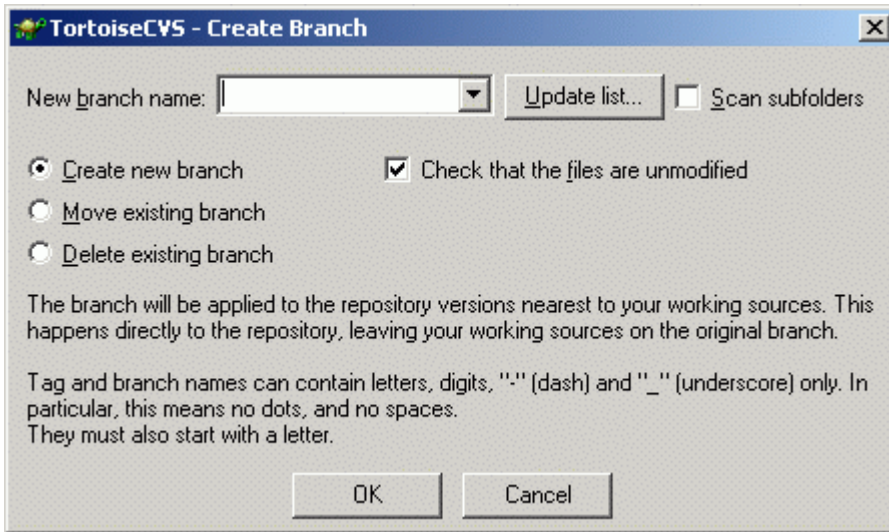 TortoiseCVS - Create Branch
New branch name: Update list... Scan subfolders
Create new branch Check that the files are unmodified
Move existing branch
Delete existing branch
The branch will be applied to the repository versions nearest to your working sources. This
happens directly to the repository, leaving your working sources on the original branch.
Tag and branch names can contain letters, digits, "-" (dash) and "_" (underscore) only. In
particular, this means no dots, and no spaces.
They must also start with a letter.
OK Cancel